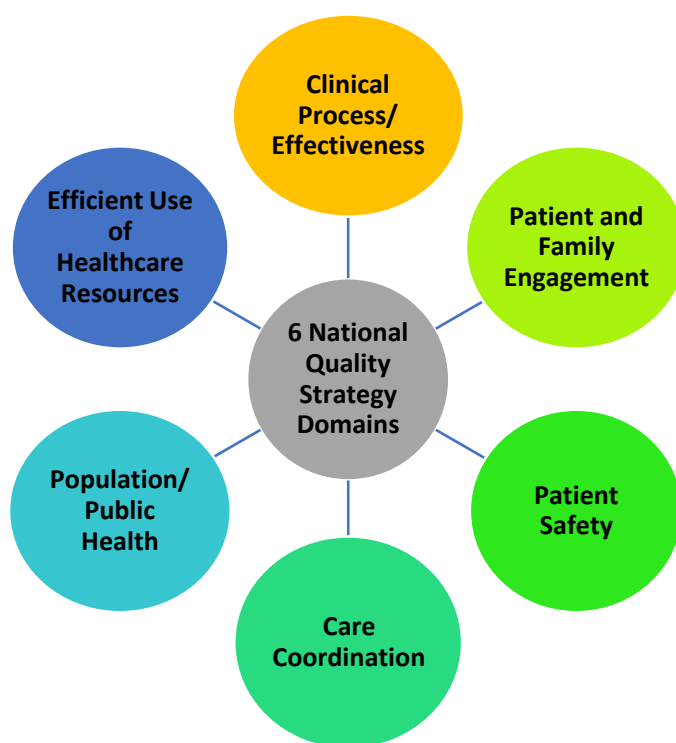 Clinical
Process/
Effectiveness
Patient and
Family
Engagement
Patient
Safety
Care
Coordination
Population/
Public
Health
Efficient Use
of
Healthcare
Resources
6 National
Quality
Strategy
Domains